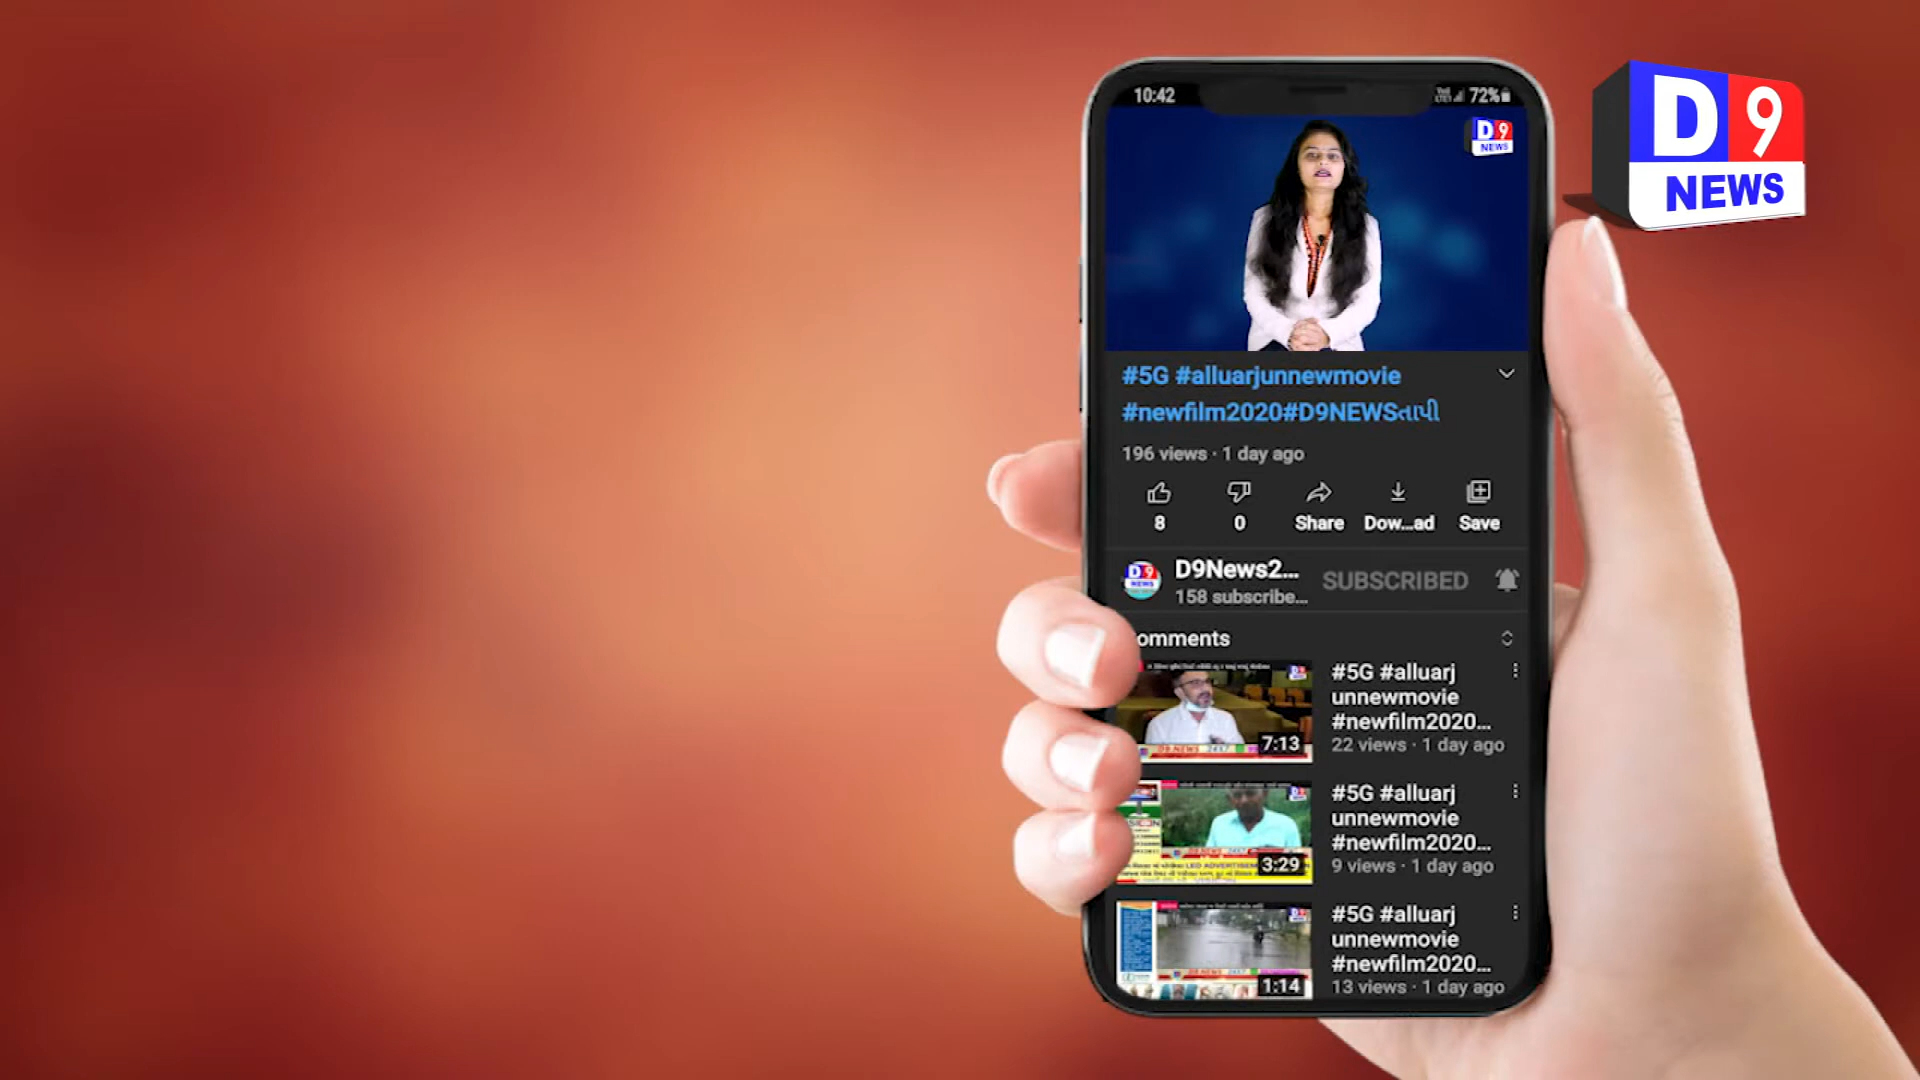 10:42
72%
D9
NEWS
D9
NEWS
#5G #alluarjunnewmovie
#newfilm2020#D9NEWSતાપી
196 views · 1 day ago
8
0
Share
Dow...ad
Save
D9News2...
158 subscribe...
SUBSCRIBED
omments
#5G #alluarj
unnewmovie
#newfilm2020...
22 views · 1 day ago
7:13
#5G #alluarj
unnewmovie
#newfilm2020...
9 views · 1 day ago
3:29
#5G #alluarj
unnewmovie
#newfilm2020...
13 views · 1 day ago
1:14